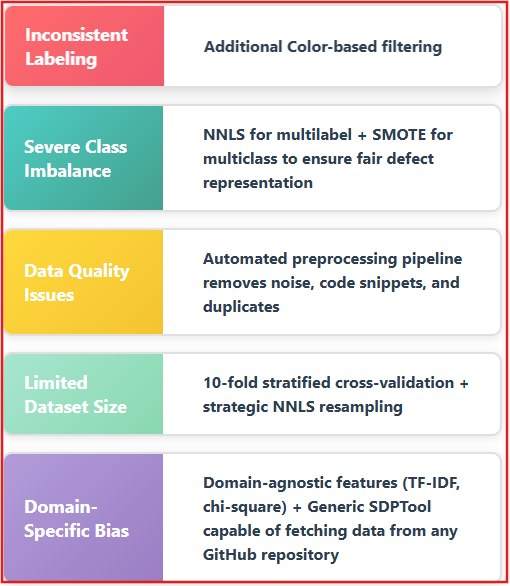 Inconsistent
Labeling
Additional Color-based filtering
Severe Class
Imbalance
NNLS for multilabel + SMOTE for
multiclass to ensure fair defect
representation
Data Quality
Issues
Automated preprocessing pipeline
removes noise, code snippets, and
duplicates
Limited
Dataset Size
10-fold stratified cross-validation +
strategic NNLS resampling
Domain-
Specific Bias
Domain-agnostic features (TF-IDF,
chi-square) + Generic SDPTool
capable of fetching data from any
GitHub repository